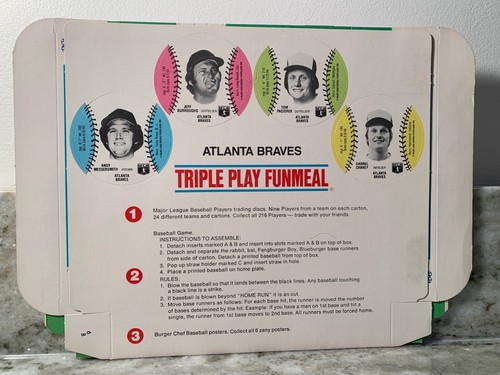 JEFF
BURROUGHS
OUTFIELDER
ATLANTA
BRAVES
TOM
PACIOREK
OUTFIELDER
ATLANTA
BRAVES
ANDY
MESSERSMITH
PITCHER
ATLANTA
BRAVES
DARREL
CHANEY
INFIELDER
ATLANTA
BRAVES
ATLANTA BRAVES
TRIPLE PLAY FUNMEAL
1
Major League Baseball Players trading discs. Nine Players from a team on each carton,
24 different teams and cartons. Collect all 216 Players — trade with your friends.
2
Baseball Game.
INSTRUCTIONS TO ASSEMBLE:
1. Detach inserts marked A & B and insert into slots marked A & B on top of box.
2. Detach and separate the rabbit, bat, Fangburger Boy, Blueburger base runners
from side of carton. Detach a printed baseball from top of box.
3. Pop up straw holder marked C and insert straw in hole.
4. Place a printed baseball on home plate.
RULES:
1. Blow the baseball so that it lands between the black lines. Any baseball touching
a black line is a strike.
2. If baseball is blown beyond "HOME RUN" it is an out.
3. Move base runners as follows: For each base hit, the runner is moved the number
of bases determined by the hit. Example: If you have a man on 1st base and hit a
single, the runner from 1st base moves to 2nd base. All runners must be forced home.
3
Burger Chef Baseball posters. Collect all 6 zany posters.